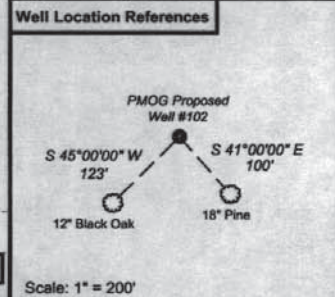 Well Location References
PMOG Proposed
Well #102
S 45°00'00" W
123'
S 41°00'00" E
100'
12" Black Oak
18" Pine
Scale: 1" = 200'